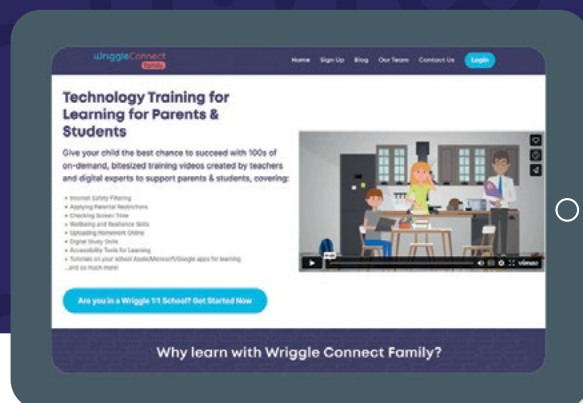 WriggleConnect
family
Home Sign Up Blog Our Team Contact Us Login
Technology Training for
Learning for Parents &
Students
Give your child the best chance to succeed with 100s of
on-demand, bitesized training videos created by teachers
and digital experts to support parents & students, covering:
• Internet Safety Filtering
• Applying Parental Restrictions
• Checking Screen Time
• Wellbeing and Resilience Skills
• Uploading Homework Online
• Digital Study Skills
• Accessibility Tools for Learning
• Tutorials on your school Apple/Microsoft/Google apps for learning
...and so much more!
vimeo
Are you in a Wriggle 1:1 School? Get Started Now
Why learn with Wriggle Connect Family?